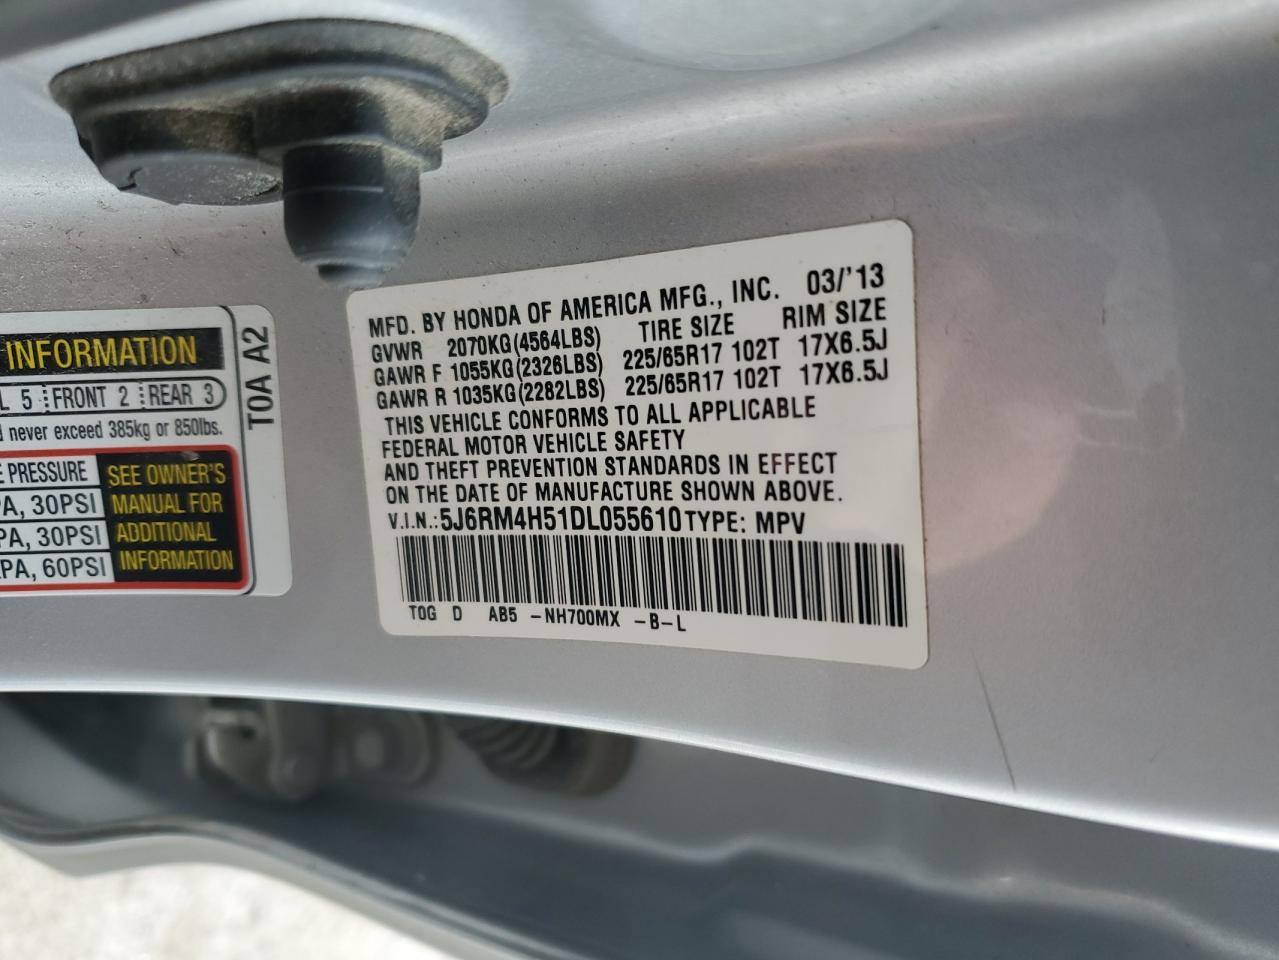 INFORMATION
L 5 FRONT 2 REAR 3
never exceed 385kg or 850lbs.
PRESSURE
PA, 30PSI
PA, 30PSI
PA, 60PSI
SEE OWNER'S
MANUAL FOR
ADDITIONAL
INFORMATION
T0A A2
MFD. BY HONDA OF AMERICA MFG., INC. 03/'13
GVWR 2070KG(4564LBS) TIRE SIZE RIM SIZE
GAWR F 1055KG(2326LBS) 225/65R17 102T 17X6.5J
GAWR R 1035KG(2282LBS) 225/65R17 102T 17X6.5J
THIS VEHICLE CONFORMS TO ALL APPLICABLE
FEDERAL MOTOR VEHICLE SAFETY
AND THEFT PREVENTION STANDARDS IN EFFECT
ON THE DATE OF MANUFACTURE SHOWN ABOVE.
V.I.N.: 5J6RM4H51DL055610 TYPE: MPV
T0G D AB5 -NH700MX -B-L